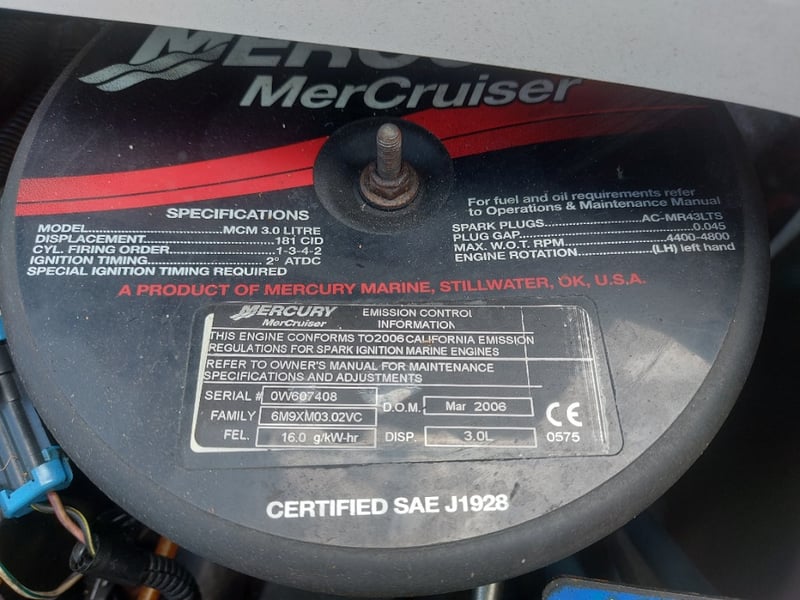 MERCURY
MerCruiser
SPECIFICATIONS
MODEL..........................MCM 3.0 LITRE
DISPLACEMENT......................181 CID
CYL. FIRING ORDER................1-3-4-2
IGNITION TIMING...................2° ATDC
SPECIAL IGNITION TIMING REQUIRED
For fuel and oil requirements refer
to Operations & Maintenance Manual
SPARK PLUGS......................AC-MR43LTS
PLUG GAP...................................0.045
MAX. W.O.T. RPM....................4400-4800
ENGINE ROTATION...............(LH) left hand
A PRODUCT OF MERCURY MARINE, STILLWATER, OK, U.S.A.
MERCURY
MerCruiser
EMISSION CONTROL
INFORMATION
THIS ENGINE CONFORMS TO 2006 CALIFORNIA EMISSION
REGULATIONS FOR SPARK IGNITION MARINE ENGINES
REFER TO OWNER'S MANUAL FOR MAINTENANCE
SPECIFICATIONS AND ADJUSTMENTS
SERIAL # 0W607408
D.O.M. Mar 2006
FAMILY 6M9XM03.02VC
FEL. 16.0 g/kW-hr
DISP. 3.0L
CE
0575
CERTIFIED SAE J1928